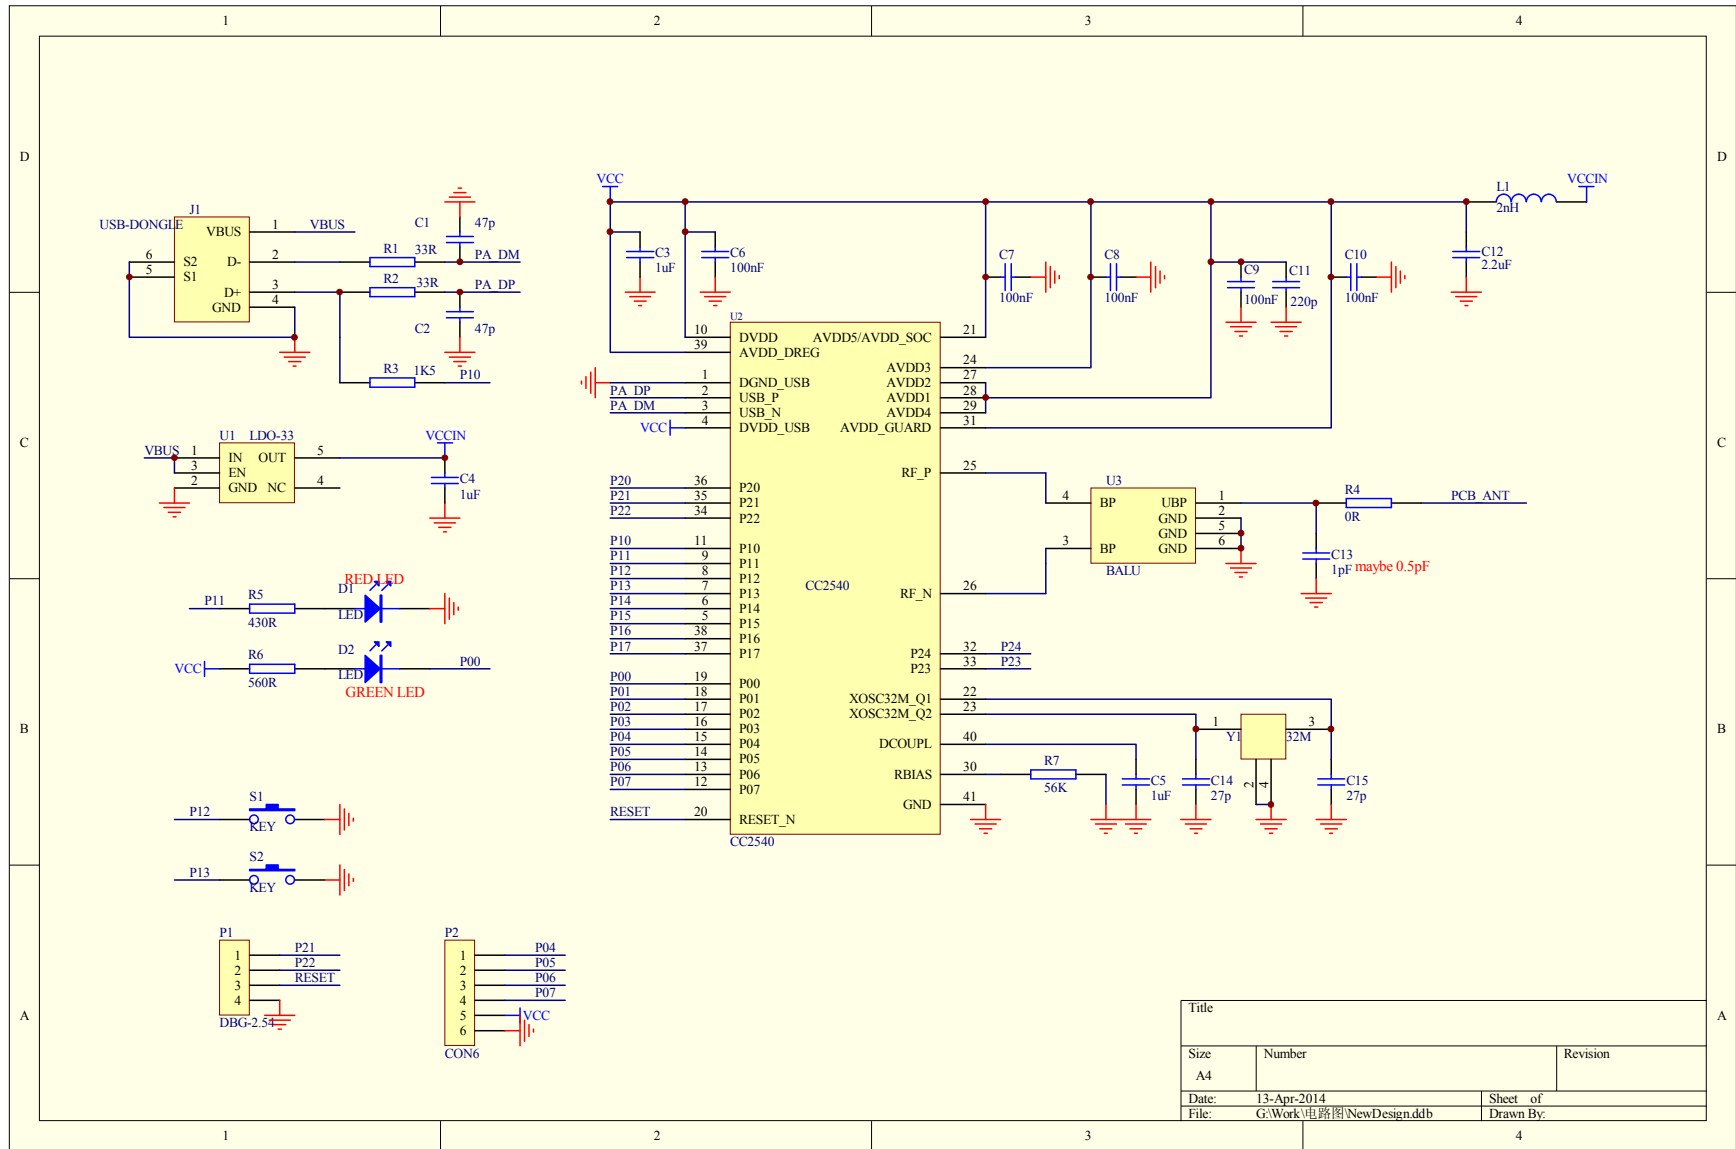 1 2 3 4
D D
C C
B B
A A
1 2 3 4
J1
USB-DONGLE
VBUS 1 VBUS
6 S2 D- 2
5 S1
D+ 3
GND 4
R1 33R
R2 33R
R3 1K5 P10
C1 47p
PA_DM
PA_DP
C2 47p
U1 LDO-33
VBUS 1 IN OUT 5
3 EN
2 GND NC 4
VCCIN
C4
1uF
RED LED
P11 R5 D1
430R LED
VCC R6 D2 P00
560R LED
GREEN LED
P12 S1
KEY
P13 S2
KEY
P1
1 P21
2 P22
3 RESET
4
DBG-2.54
P2
1 P04
2 P05
3 P06
4 P07
5 VCC
6
CON6
VCC
C3
1uF
C6
100nF
C7
100nF
C8
100nF
C9
100nF
C11
220p
C10
100nF
C12
2.2uF
L1
2nH
VCCIN
U2
10 DVDD
39 AVDD_DREG
1 DGND_USB
PA_DP 2 USB_P
PA_DM 3 USB_N
VCC 4 DVDD_USB
P20 36 P20
P21 35 P21
P22 34 P22
P10 11 P10
P11 9 P11
P12 8 P12
P13 7 P13
P14 6 P14
P15 5 P15
P16 38 P16
P17 37 P17
P00 19 P00
P01 18 P01
P02 17 P02
P03 16 P03
P04 15 P04
P05 14 P05
P06 13 P06
P07 12 P07
RESET 20 RESET_N
CC2540
CC2540
AVDD5/AVDD_SOC 21
AVDD3 24
AVDD2 27
AVDD1 28
AVDD4 29
AVDD_GUARD 31
RF_P 25
RF_N 26
P24 32 P24
P23 33 P23
XOSC32M_Q1 22
XOSC32M_Q2 23
DCOUPL 40
RBIAS 30
GND 41
U3
4 BP UBP 1
GND 2
GND 5
3 BP GND 6
BALU
R4 PCB_ANT
0R
C13
1pF maybe 0.5pF
R7
56K
C5
1uF
C14
27p
1 Y1 32M 3
2 4
C15
27p
Title
Size Number Revision
A4
Date: 13-Apr-2014 Sheet of
File: G:\Work\电路图\NewDesign.ddb Drawn By: